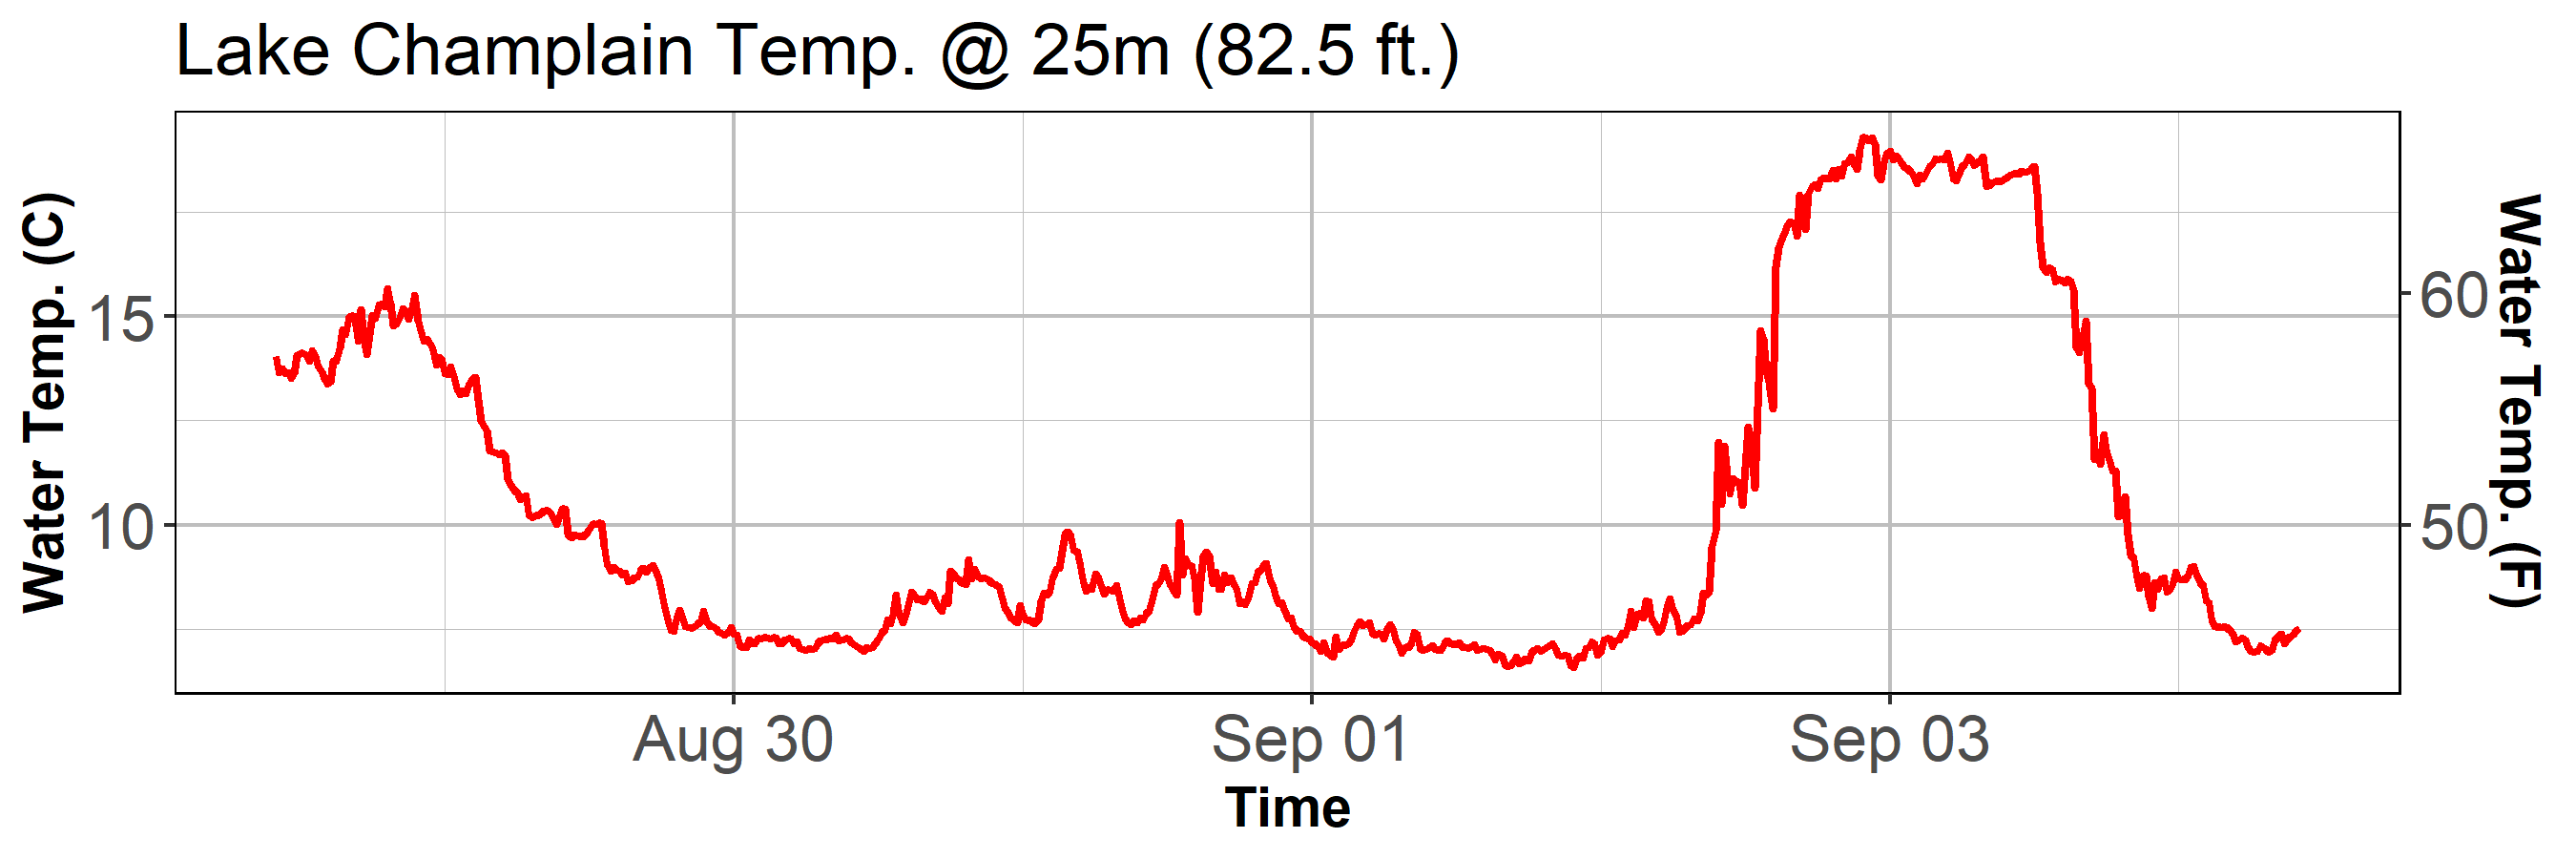 Lake Champlain Temp. @ 25m (82.5 ft.)
Water Temp. (C)
15
10
60
50
Water Temp. (F)
Aug 30
Sep 01
Sep 03
Time